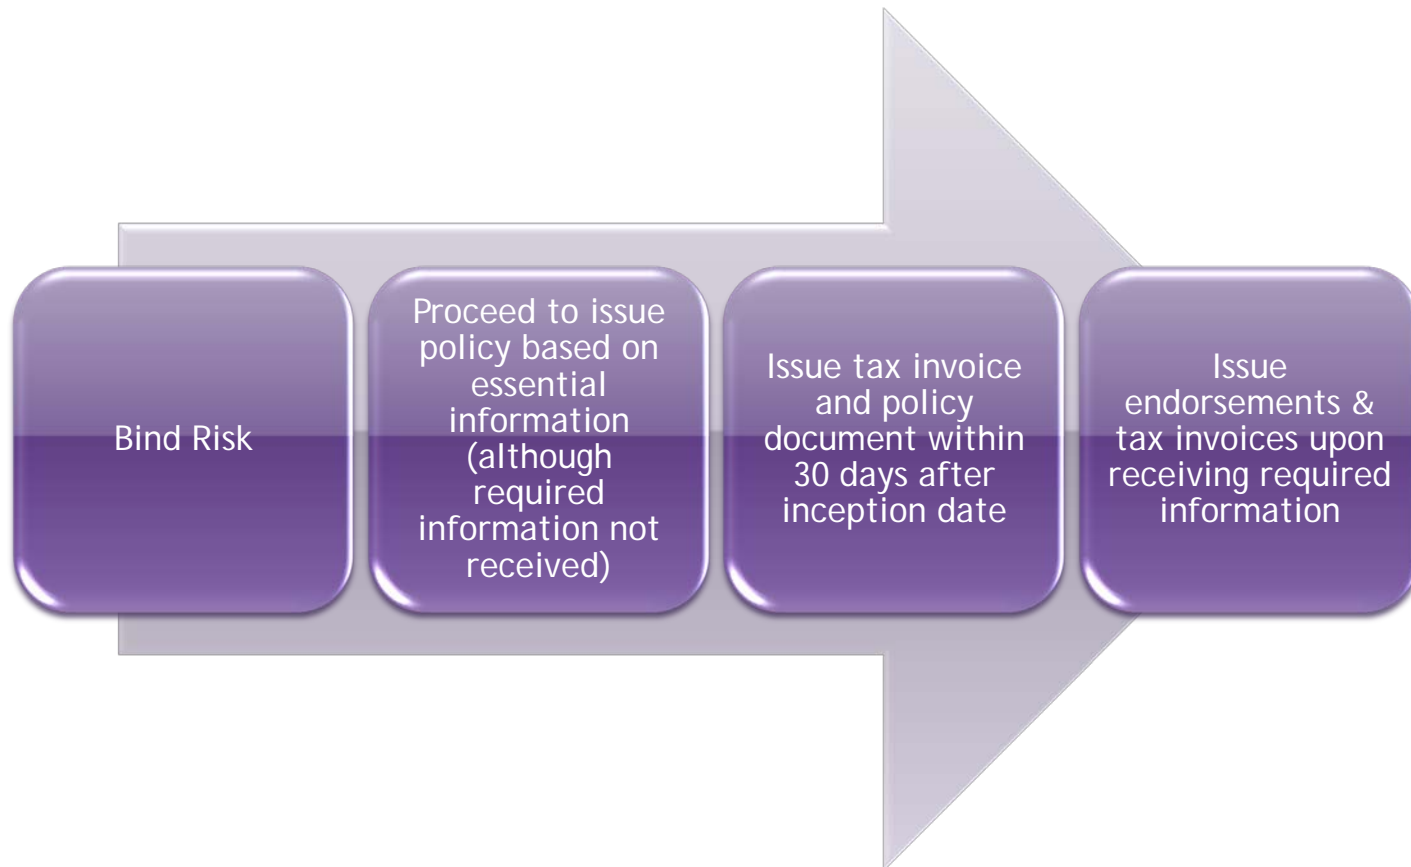 Bind Risk
Proceed to issue
policy based on
essential
information
(although
required
information not
received)
Issue tax invoice
and policy
document within
30 days after
inception date
Issue
endorsements &
tax invoices upon
receiving required
information